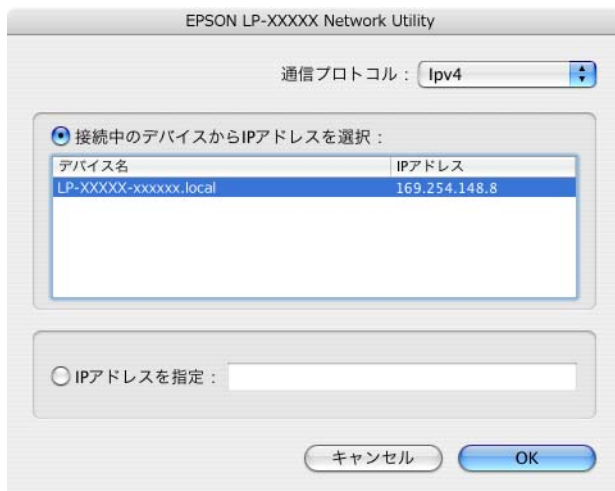 EPSON LP-XXXXX Network Utility
通信プロトコル： Ipv4
接続中のデバイスからIPアドレスを選択：
デバイス名 IPアドレス
LP-XXXXX-xxxxxx.local 169.254.148.8
IPアドレスを指定：
キャンセル OK